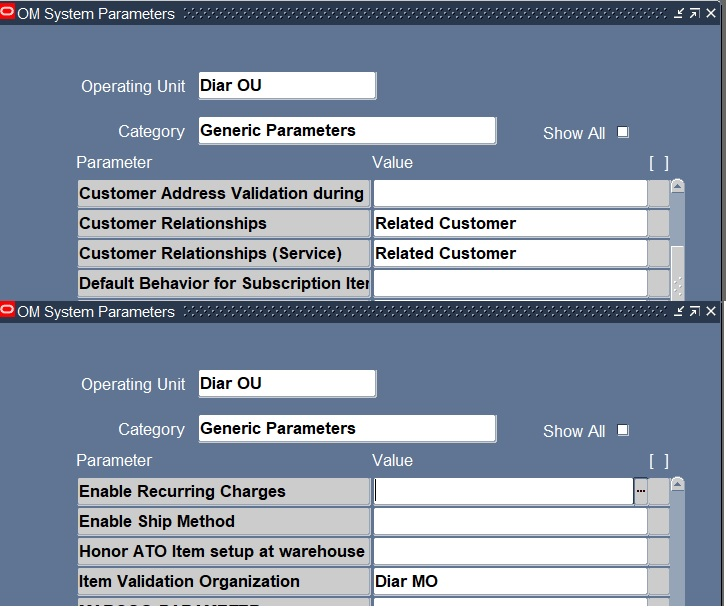 OM System Parameters
Operating Unit Diar OU
Category Generic Parameters Show All
Parameter Value [ ]
Customer Address Validation during
Customer Relationships Related Customer
Customer Relationships (Service) Related Customer
Default Behavior for Subscription Iter
OM System Parameters
Operating Unit Diar OU
Category Generic Parameters Show All
Parameter Value [ ]
Enable Recurring Charges ...
Enable Ship Method
Honor ATO Item setup at warehouse
Item Validation Organization Diar MO